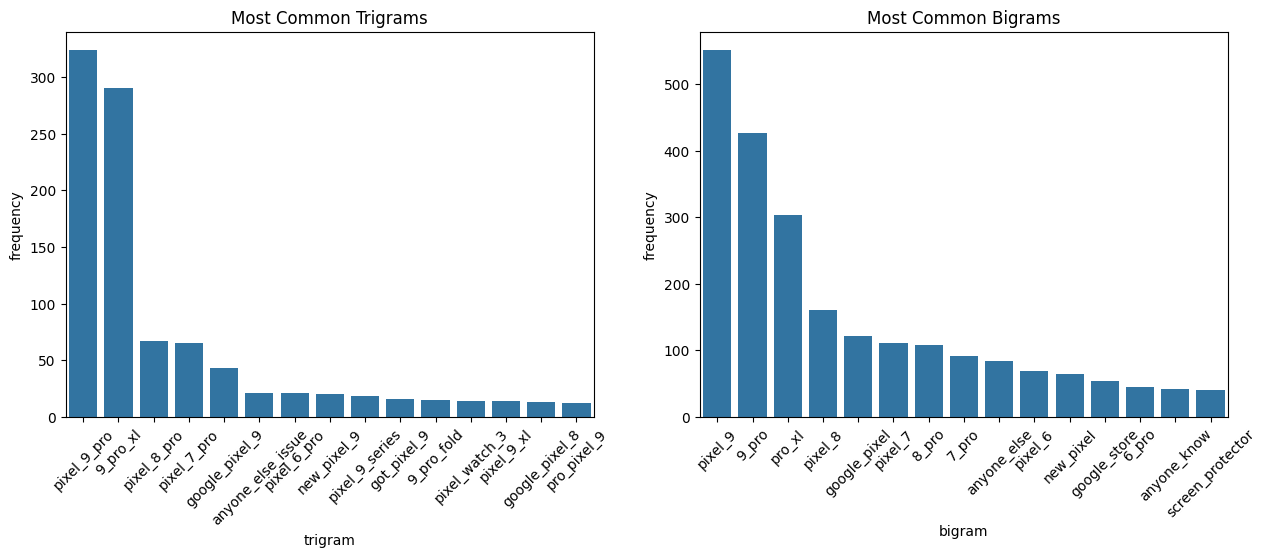 Most Common Trigrams
frequency
300
250
200
150
100
50
0
pixel_9_pro
9_pro_xl
pixel_8_pro
pixel_7_pro
google_pixel_9
anyone_else_issue
pixel_6_pro
new_pixel_9
pixel_9_series
got_pixel_9
9_pro_fold
pixel_watch_3
pixel_9_xl
google_pixel_8
pro_pixel_9
trigram
Most Common Bigrams
frequency
500
400
300
200
100
0
pixel_9
9_pro
pro_xl
pixel_8
google_pixel
pixel_7
8_pro
7_pro
anyone_else
pixel_6
new_pixel
google_store
6_pro
anyone_know
screen_protector
bigram